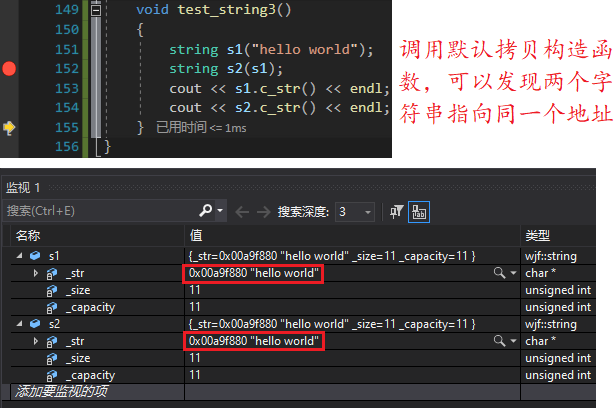 149 void test_string3()
150 {
151 string s1("hello world");
152 string s2(s1);
153 cout << s1.c_str() << endl;
154 cout << s2.c_str() << endl;
155 } 已用时间 <= 1ms
156 }
调用默认拷贝构造函
数，可以发现两个字
符串指向同一个地址
监视 1
搜索(Ctrl+E) 搜索深度: 3
名称 值 类型
s1 {_str=0x00a9f880 "hello world" _size=11 _capacity=11 } wjf::string
_str 0x00a9f880 "hello world" char *
_size 11 unsigned int
_capacity 11 unsigned int
s2 {_str=0x00a9f880 "hello world" _size=11 _capacity=11 } wjf::string
_str 0x00a9f880 "hello world" char *
_size 11 unsigned int
_capacity 11 unsigned int
添加要监视的项